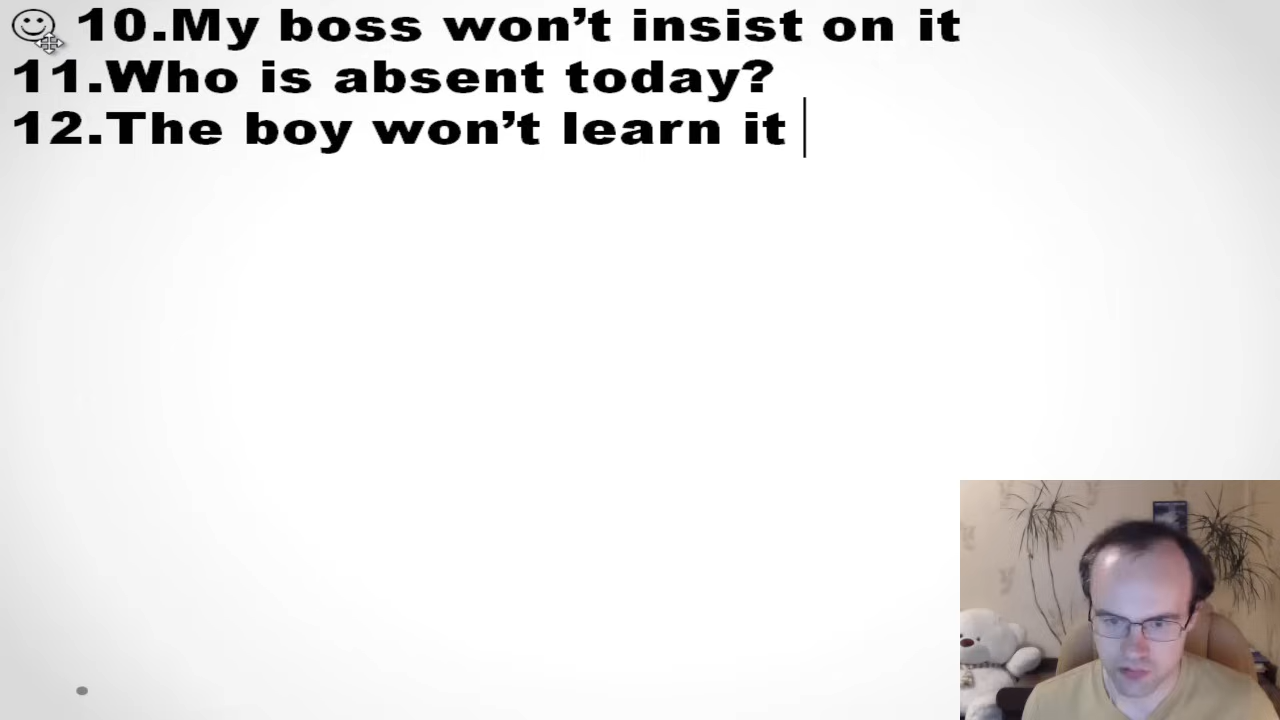 10.My boss won’t insist on it
11.Who is absent today?
12.The boy won’t learn it